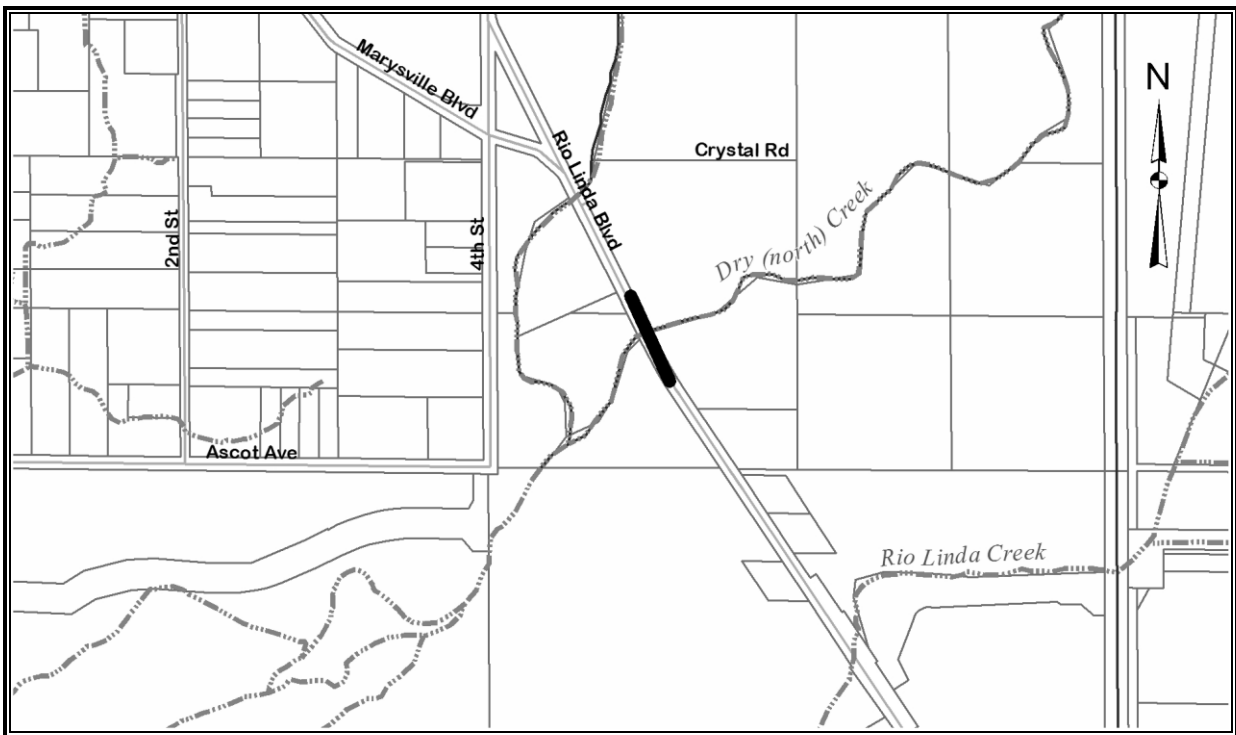 Marysville Blvd
N
Rio Linda Blvd
Crystal Rd
Dry (north) Creek
2nd St
4th St
Ascot Ave
Rio Linda Creek